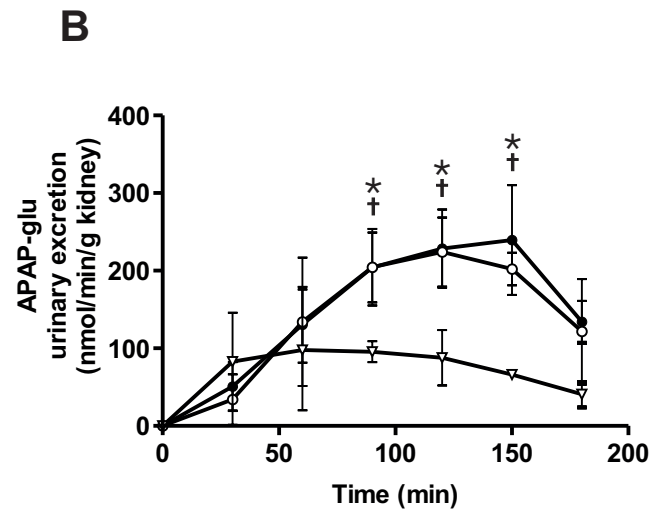 B
APAP-glu
urinary excretion
(nmol/min/g kidney)
400
300
200
100
0
* * *
† † †
0 50 100 150 200
Time (min)